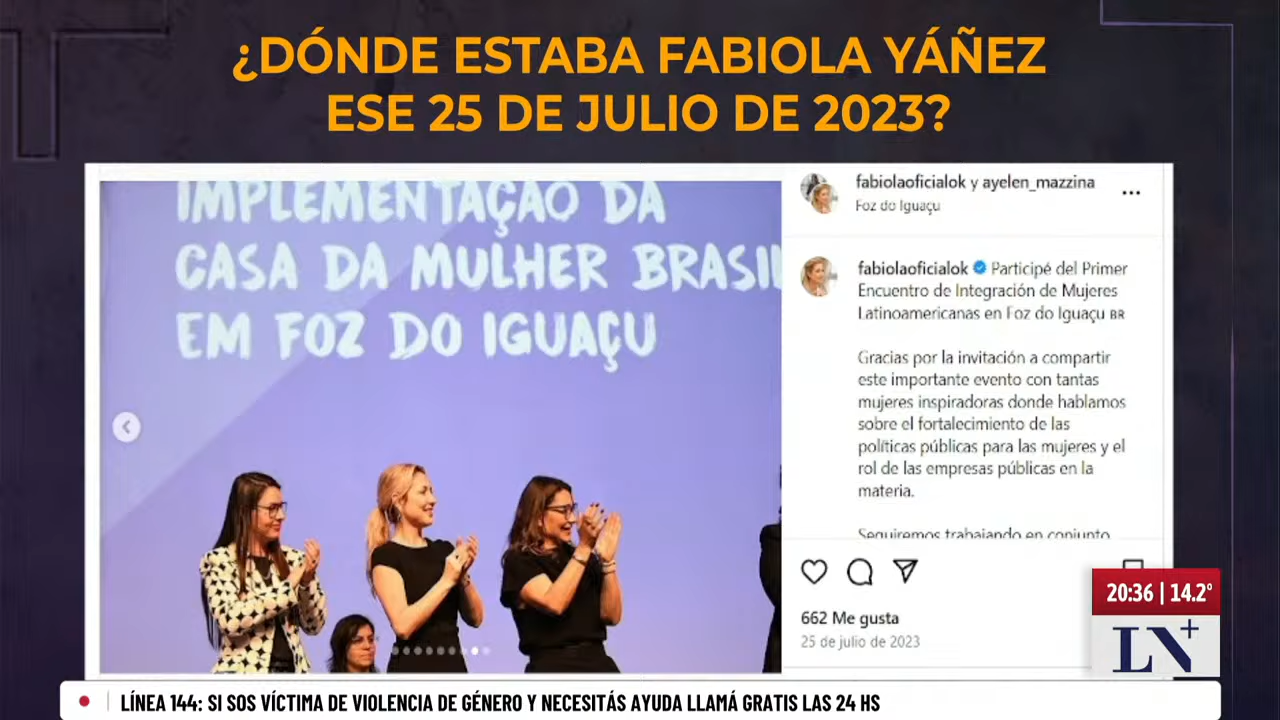 ¿DÓNDE ESTABA FABIOLA YÁÑEZ
ESE 25 DE JULIO DE 2023?
IMPLEMENTAÇÃO DA
CASA DA MULHER BRASIL
EM FOZ DO IGUAÇU
fabiolaoficialok y ayelen_mazzina
Foz do Iguaçu
fabiolaoficialok Participé del Primer
Encuentro de Integración de Mujeres
Latinoamericanas en Foz do Iguaçu BR
Gracias por la invitación a compartir
este importante evento con tantas
mujeres inspiradoras donde hablamos
sobre el fortalecimiento de las
políticas públicas para las mujeres y el
rol de las empresas públicas en la
materia.
Seguiremos trabajando en conjunto
662 Me gusta
25 de julio de 2023
20:36 | 14.2°
LN+
LÍNEA 144: SI SOS VÍCTIMA DE VIOLENCIA DE GÉNERO Y NECESITÁS AYUDA LLAMÁ GRATIS LAS 24 HS